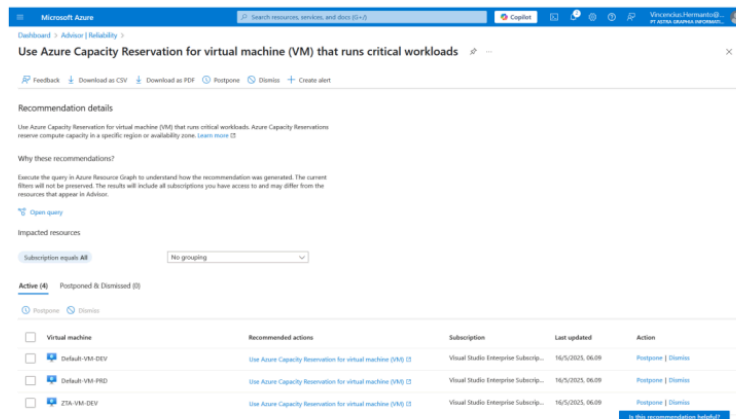 Microsoft Azure
Search resources, services, and docs (G+/)
Copilot
Vincencius.Hermanto@...
PT ASTRA GRAPHIA INFORMATI...
Dashboard > Advisor | Reliability >
Use Azure Capacity Reservation for virtual machine (VM) that runs critical workloads
Feedback Download as CSV Download as PDF Postpone Dismiss Create alert
Recommendation details
Use Azure Capacity Reservation for virtual machine (VM) that runs critical workloads. Azure Capacity Reservations
reserve compute capacity in a specific region or availability zone. Learn more
Why these recommendations?
Execute the query in Azure Resource Graph to understand how the recommendation was generated. The current
filters will not be preserved. The results will include all subscriptions you have access to and may differ from the
resources that appear in Advisor.
Open query
Impacted resources
Subscription equals All
No grouping
Active (4) Postponed & Dismissed (0)
Postpone Dismiss
Virtual machine Recommended actions Subscription Last updated Action
Default-VM-DEV Use Azure Capacity Reservation for virtual machine (VM) Visual Studio Enterprise Subscrip... 16/5/2025, 06.09 Postpone | Dismiss
Default-VM-PRD Use Azure Capacity Reservation for virtual machine (VM) Visual Studio Enterprise Subscrip... 16/5/2025, 06.09 Postpone | Dismiss
ZTA-VM-DEV Use Azure Capacity Reservation for virtual machine (VM) Visual Studio Enterprise Subscrip... 16/5/2025, 06.09 Postpone | Dismiss
Is this recommendation helpful?